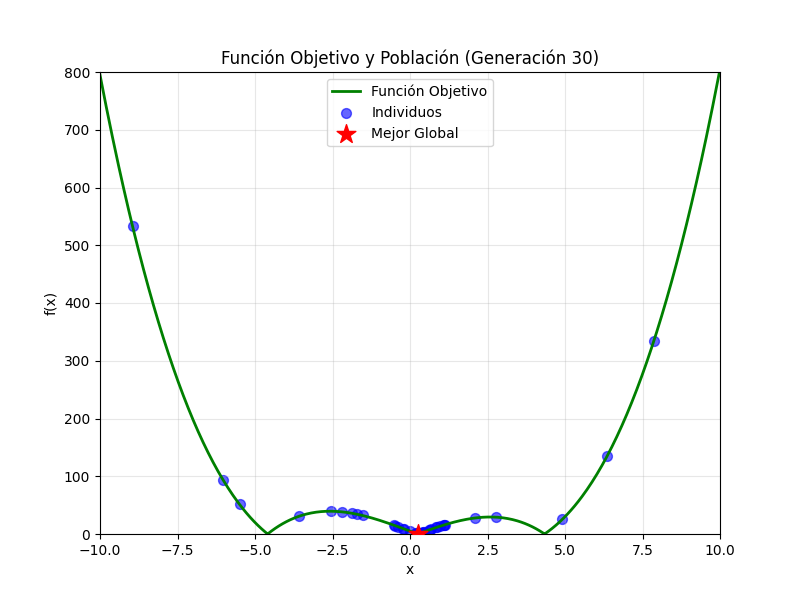 Función Objetivo y Población (Generación 30)
Función Objetivo
Individuos
Mejor Global
800
700
600
500
400
300
200
100
0
f(x)
−10.0 −7.5 −5.0 −2.5 0.0 2.5 5.0 7.5 10.0
x